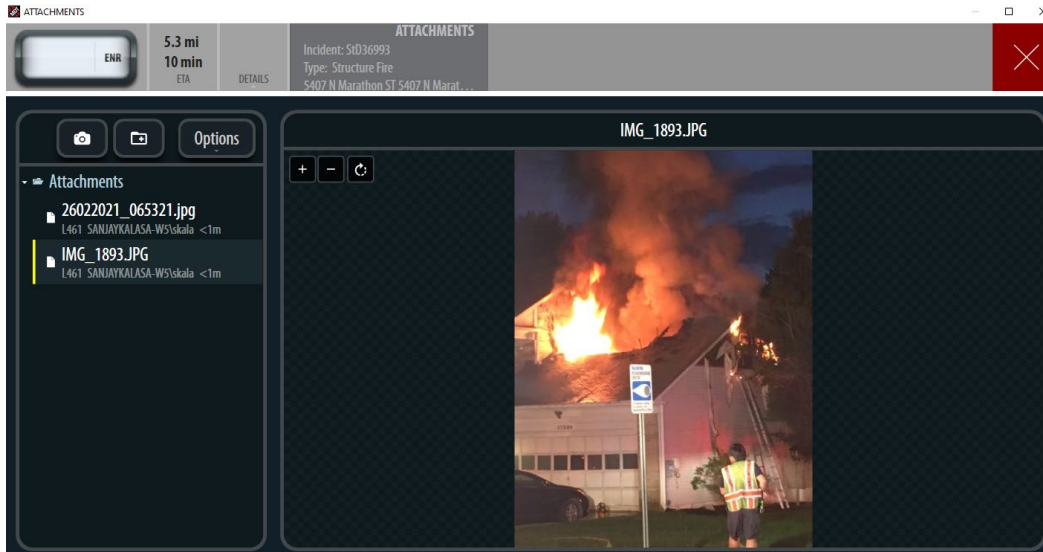 ATTACHMENTS
ENR
5.3 mi
10 min
ETA
DETAILS
ATTACHMENTS
Incident: StD36993
Type: Structure Fire
5407 N Marathon ST 5407 N Marat...
Options
IMG_1893.JPG
Attachments
26022021_065321.jpg
L461 SANJAYKALASA-W5\skala <1m
IMG_1893.JPG
L461 SANJAYKALASA-W5\skala <1m